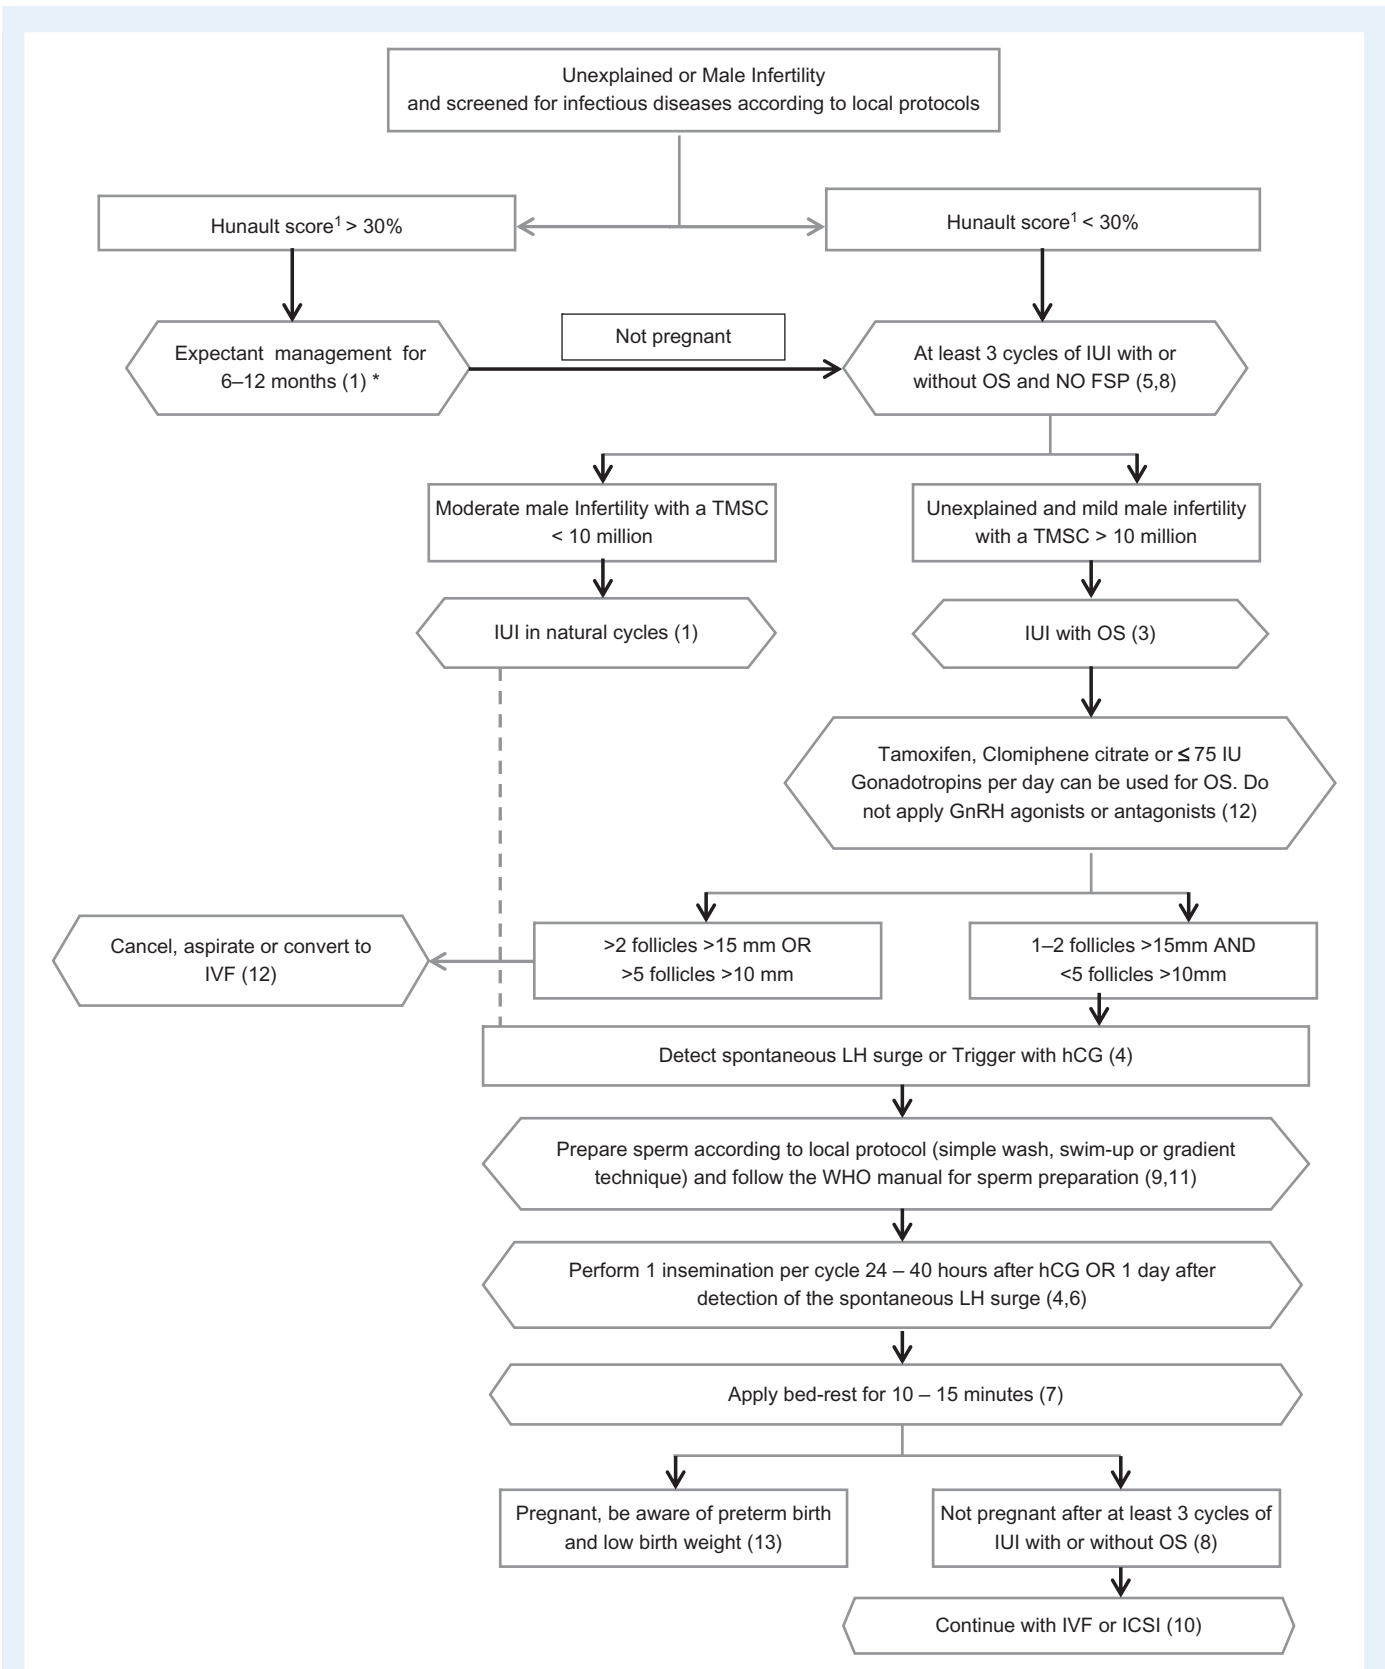 Unexplained or Male Infertility
and screened for infectious diseases according to local protocols
Hunault score1 > 30%
Hunault score1 < 30%
Expectant management for
6–12 months (1) *
Not pregnant
At least 3 cycles of IUI with or
without OS and NO FSP (5,8)
Moderate male Infertility with a TMSC
< 10 million
Unexplained and mild male infertility
with a TMSC > 10 million
IUI in natural cycles (1)
IUI with OS (3)
Tamoxifen, Clomiphene citrate or ≤ 75 IU
Gonadotropins per day can be used for OS. Do
not apply GnRH agonists or antagonists (12)
Cancel, aspirate or convert to
IVF (12)
>2 follicles >15 mm OR
>5 follicles >10 mm
1–2 follicles >15mm AND
<5 follicles >10mm
Detect spontaneous LH surge or Trigger with hCG (4)
Prepare sperm according to local protocol (simple wash, swim-up or gradient
technique) and follow the WHO manual for sperm preparation (9,11)
Perform 1 insemination per cycle 24 – 40 hours after hCG OR 1 day after
detection of the spontaneous LH surge (4,6)
Apply bed-rest for 10 – 15 minutes (7)
Pregnant, be aware of preterm birth
and low birth weight (13)
Not pregnant after at least 3 cycles of
IUI with or without OS (8)
Continue with IVF or ICSI (10)